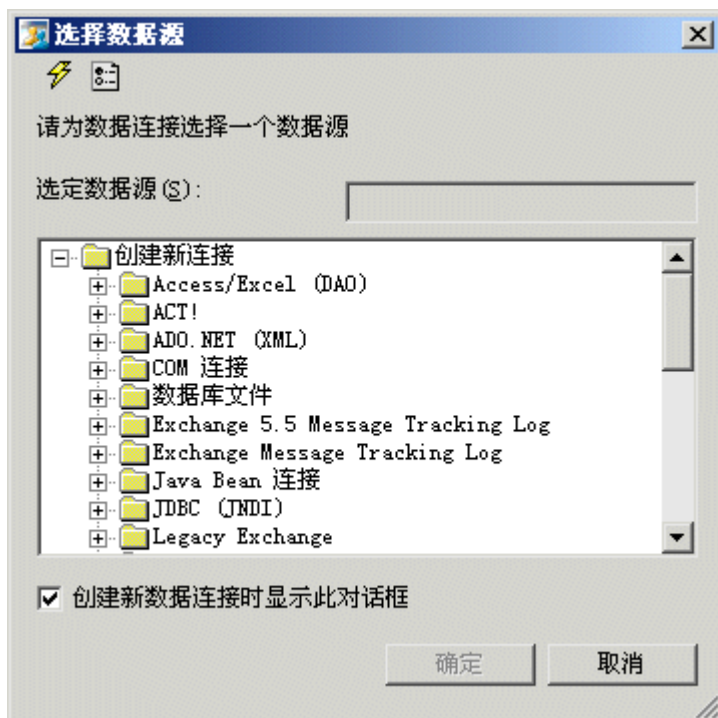 选择数据源
请为数据连接选择一个数据源
选定数据源(S):
创建新连接
Access/Excel (DAO)
ACT!
ADO.NET (XML)
COM 连接
数据库文件
Exchange 5.5 Message Tracking Log
Exchange Message Tracking Log
Java Bean 连接
JDBC (JNDI)
Legacy Exchange
创建新数据连接时显示此对话框
确定 取消